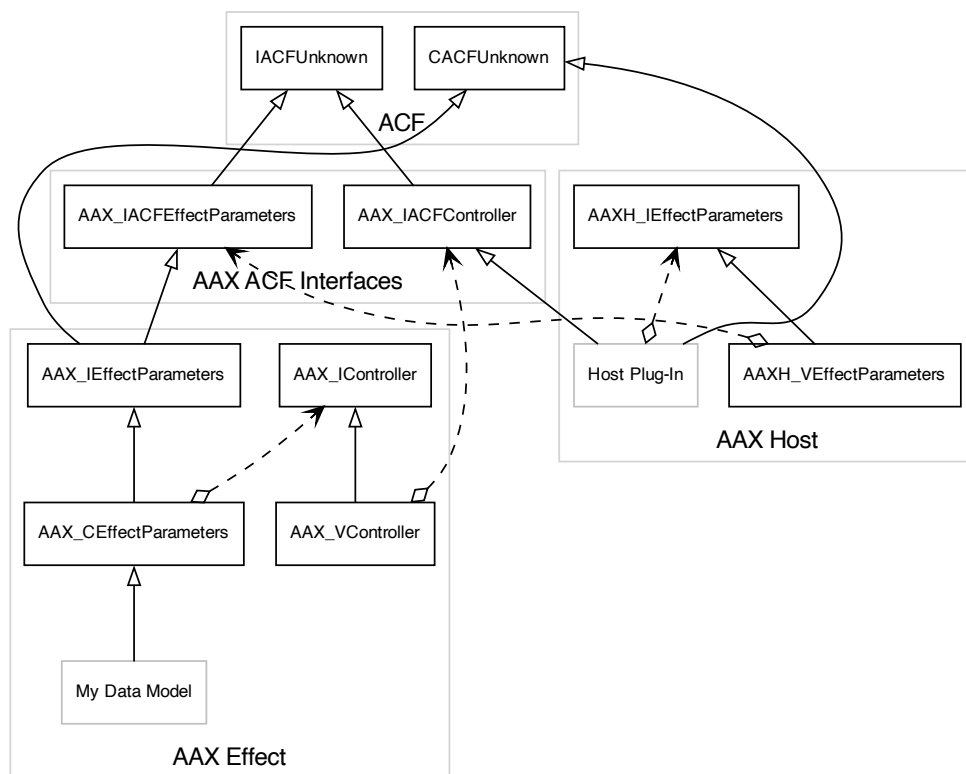 IACFUnknown
CACFUnknown
ACF
AAX_IACFEffectParameters
AAX_IACFController
AAXH_IEffectParameters
AAX ACF Interfaces
AAX_IEffectParameters
AAX_IController
Host Plug-In
AAXH_VEffectParameters
AAX Host
AAX_CEffectParameters
AAX_VController
My Data Model
AAX Effect